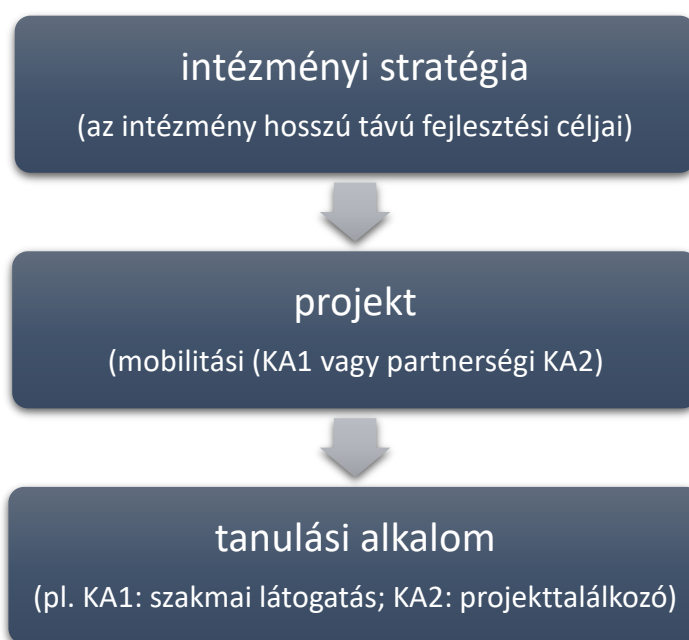 intézményi stratégia
(az intézmény hosszú távú fejlesztési céljai)
projekt
(mobilitási (KA1 vagy partnerségi KA2)
tanulási alkalom
(pl. KA1: szakmai látogatás; KA2: projekttalálkozó)